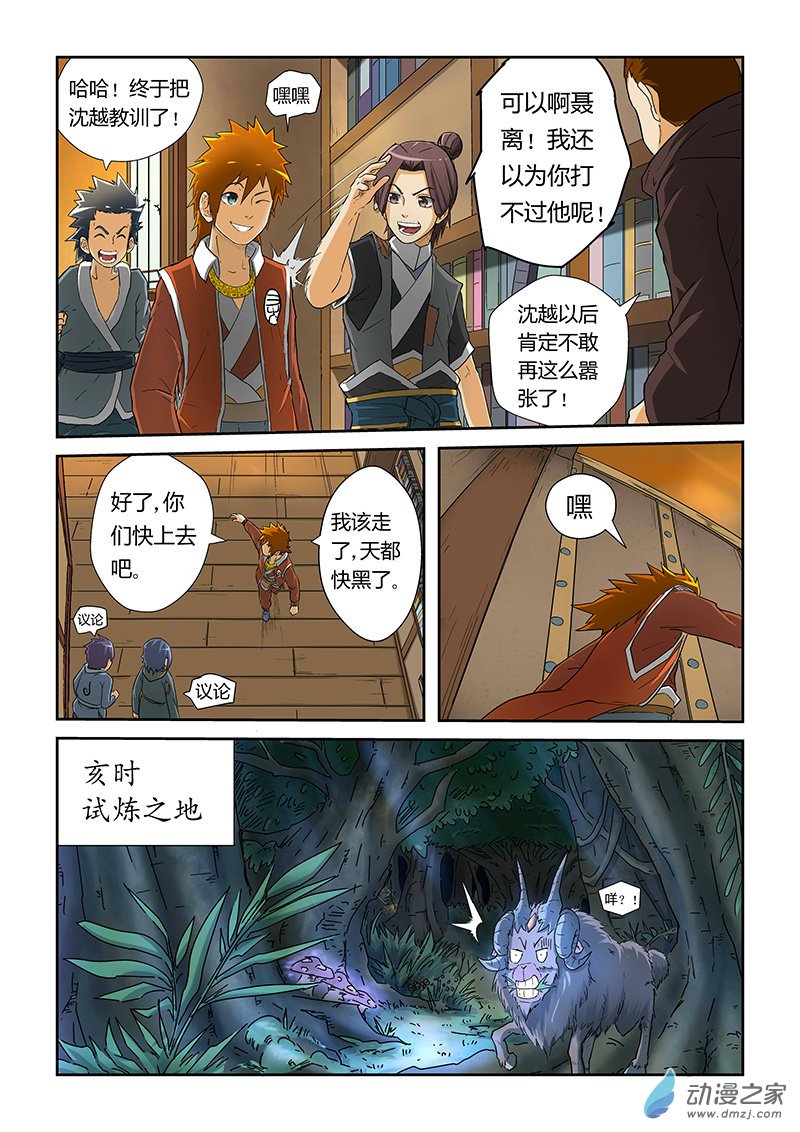 哈哈！终于把
沈越教训了！
嘿嘿
可以啊聂
离！我还
以为你打
不过他呢！
沈越以后
肯定不敢
再这么嚣
张了！
好了，你
们快上去
吧。
我该走
了，天都
快黑了。
议论
议论
嘿
亥时
试炼之地
咩？！
动漫之家
www.dmzj.com